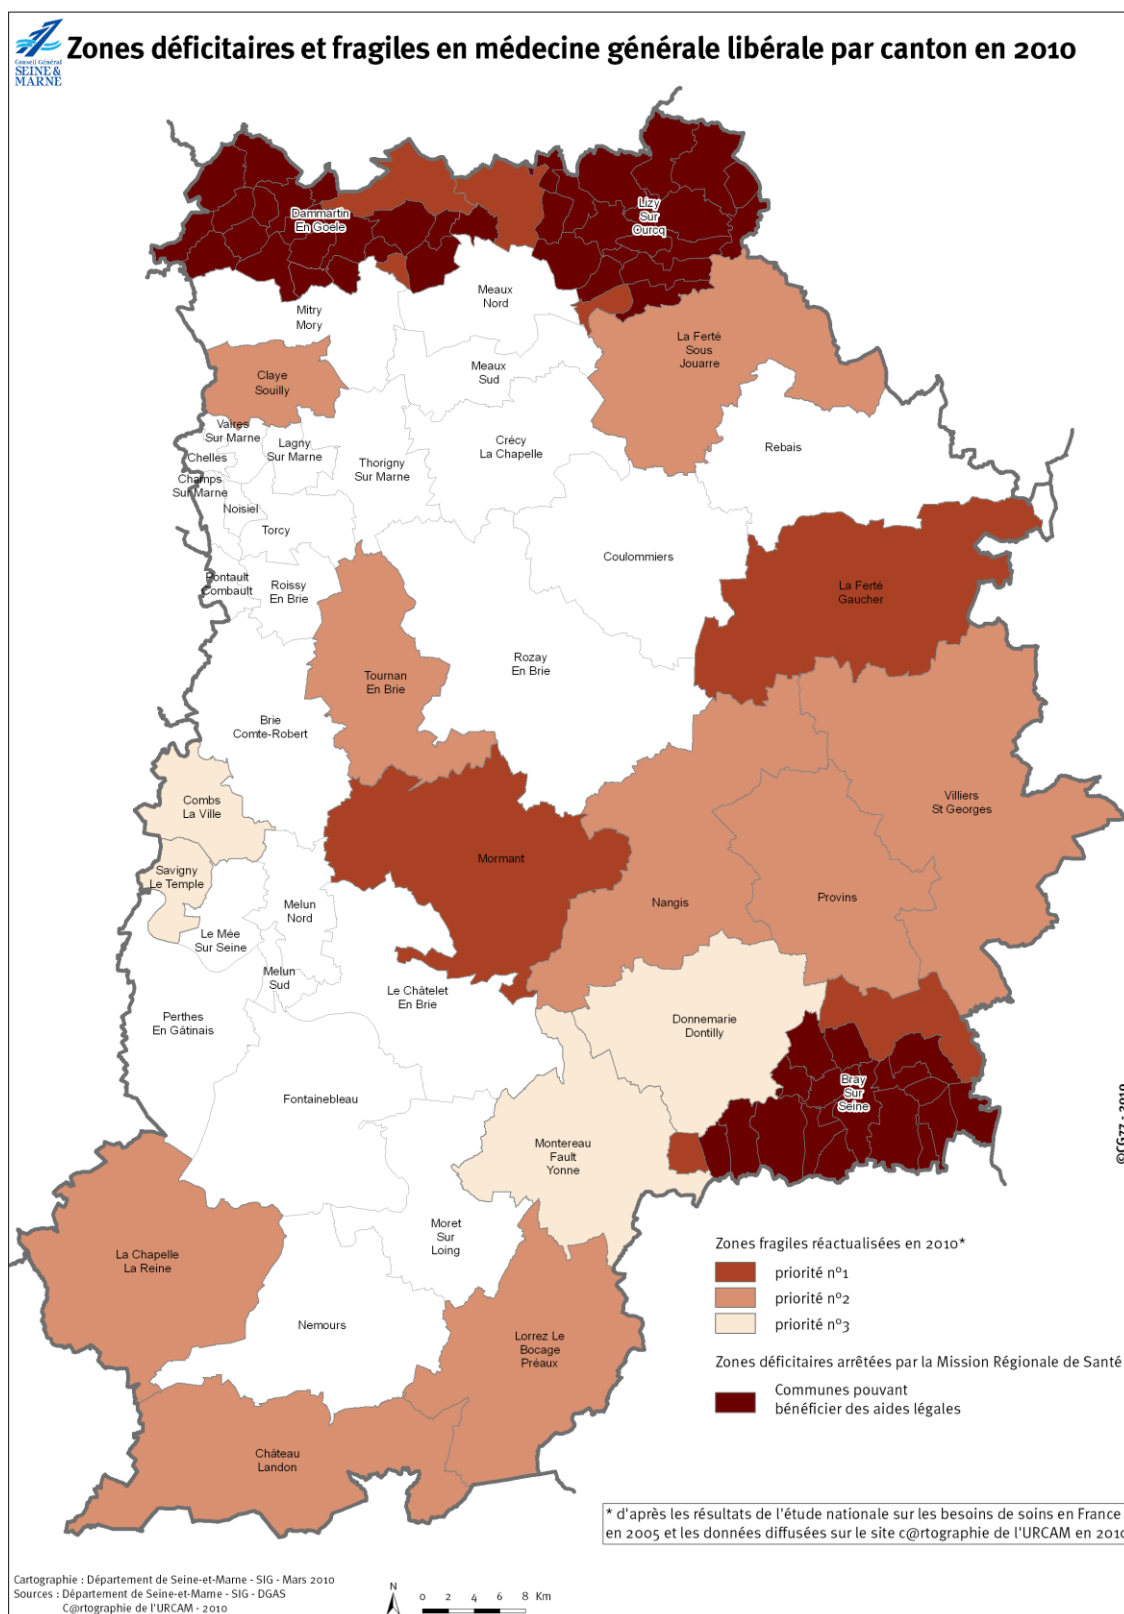 Conseil Général
SEINE &
MARNE
Zones déficitaires et fragiles en médecine générale libérale par canton en 2010
Dammartin
En Goele
Lizy
Sur
Ourcq
Mitry
Mory
Meaux
Nord
La Ferté
Sous
Jouarre
Claye
Souilly
Meaux
Sud
Vaires
Sur Marne
Lagny
Sur Marne
Crécy
La Chapelle
Rebais
Chelles
Thorigny
Sur Marne
Champs
Sur Marne
Noisiel
Torcy
Coulommiers
Pontault
Combault
Roissy
En Brie
La Ferté
Gaucher
Tournan
En Brie
Rozay
En Brie
Brie
Comte-Robert
Combs
La Ville
Villiers
St Georges
Mormant
Savigny
Le Temple
Nangis
Provins
Melun
Nord
Le Mée
Sur Seine
Melun
Sud
Le Châtelet
En Brie
Perthes
En Gâtinais
Donnemarie
Dontilly
Bray
Sur
Seine
Fontainebleau
Montereau
Fault
Yonne
©CG77 - 2010
La Chapelle
La Reine
Moret
Sur
Loing
Nemours
Lorrez Le
Bocage
Préaux
Château
Landon
Zones fragiles réactualisées en 2010*
priorité n°1
priorité n°2
priorité n°3
Zones déficitaires arrêtées par la Mission Régionale de Santé
Communes pouvant
bénéficier des aides légales
* d'après les résultats de l'étude nationale sur les besoins de soins en France
en 2005 et les données diffusées sur le site c@rtographie de l'URCAM en 2010
Cartographie : Département de Seine-et-Marne - SIG - Mars 2010
Sources : Département de Seine-et-Marne - SIG - DGAS
C@rtographie de l'URCAM - 2010
N
0 2 4 6 8 Km